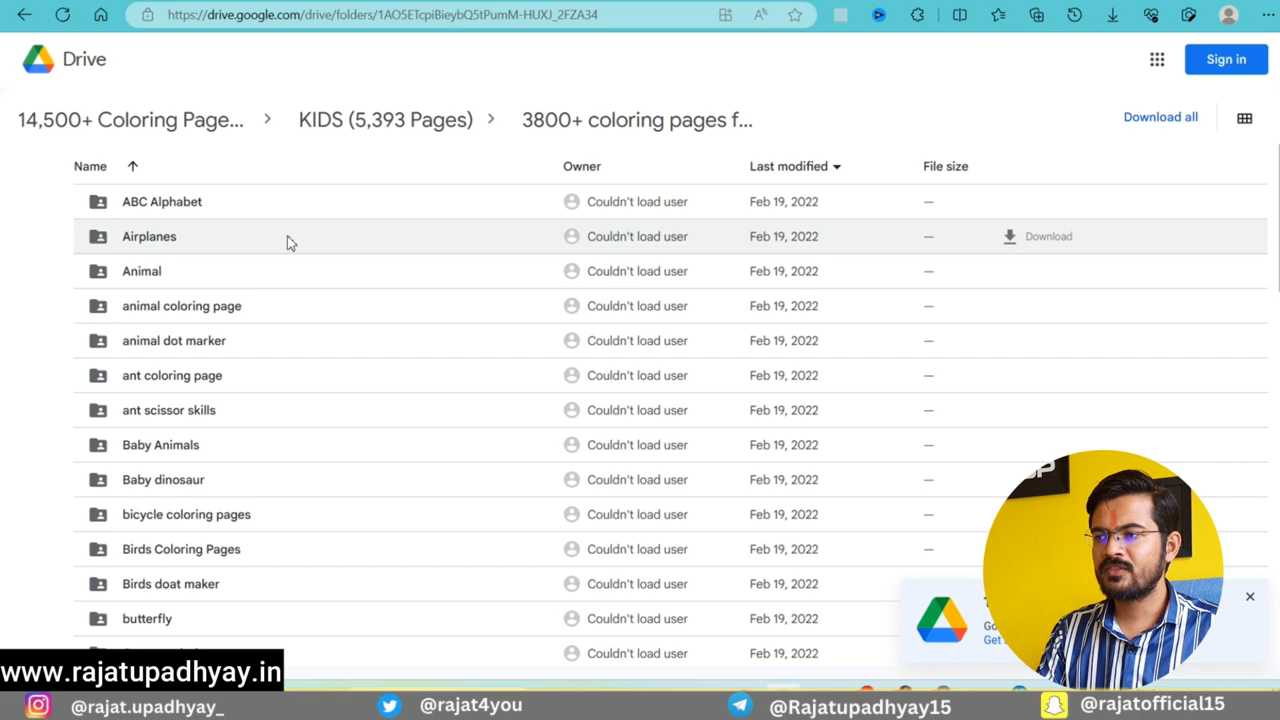 https://drive.google.com/drive/folders/1AO5ETcpiBieybQ5tPumM-HUXJ_2FZA34
Drive
Sign in
14,500+ Coloring Page... > KIDS (5,393 Pages) > 3800+ coloring pages f...
Download all
Name Owner Last modified File size
ABC Alphabet Couldn't load user Feb 19, 2022 —
Airplanes Couldn't load user Feb 19, 2022 — Download
Animal Couldn't load user Feb 19, 2022 —
animal coloring page Couldn't load user Feb 19, 2022 —
animal dot marker Couldn't load user Feb 19, 2022 —
ant coloring page Couldn't load user Feb 19, 2022 —
ant scissor skills Couldn't load user Feb 19, 2022 —
Baby Animals Couldn't load user Feb 19, 2022 —
Baby dinosaur Couldn't load user Feb 19, 2022 —
bicycle coloring pages Couldn't load user Feb 19, 2022 —
Birds Coloring Pages Couldn't load user Feb 19, 2022 —
Birds doat maker Couldn't load user Feb 19, 2022
butterfly Couldn't load user Feb 19, 2022
Couldn't load user Feb 19, 2022
www.rajatupadhyay.in
@rajat.upadhyay_ @rajat4you @Rajatupadhyay15 @rajatofficial15